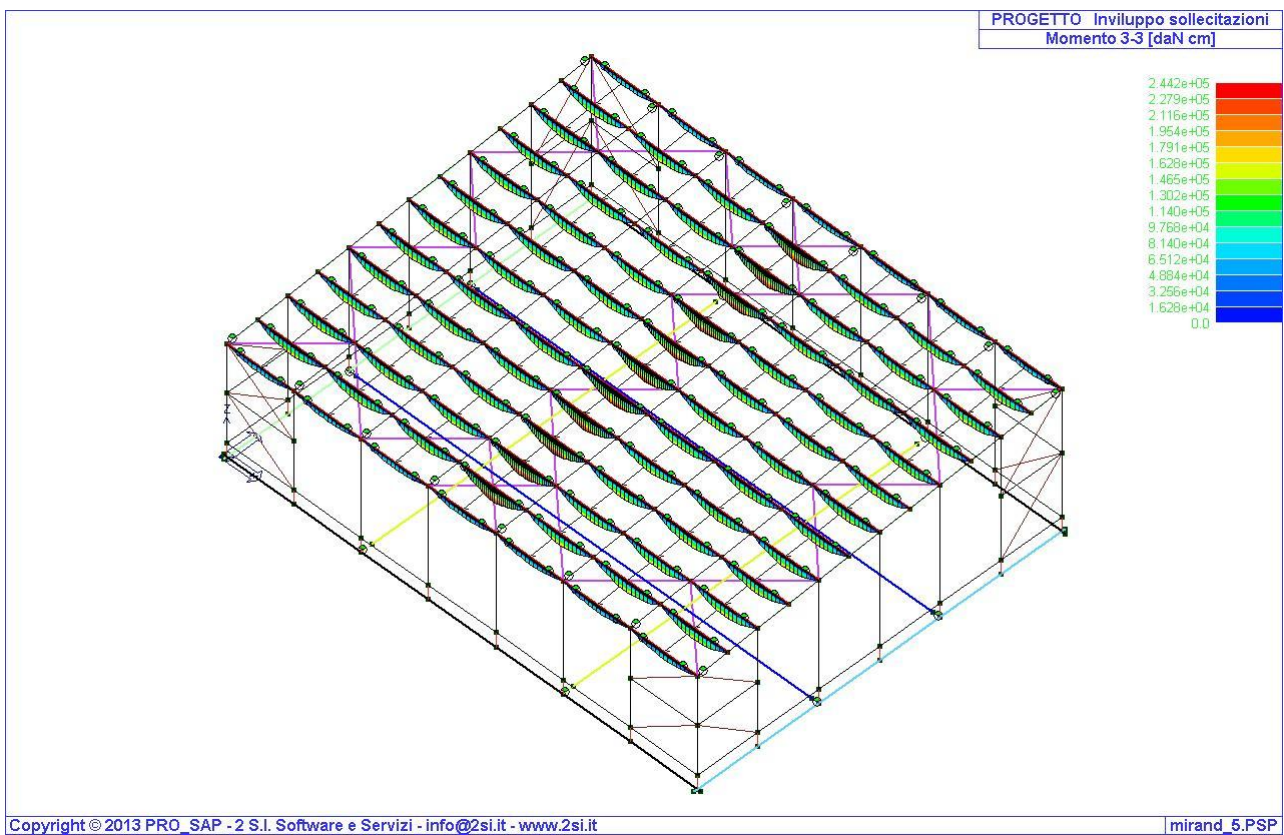 PROGETTO Inviluppo sollecitazioni
Momento 3-3 [daN cm]
2.442e+05
2.279e+05
2.116e+05
1.954e+05
1.791e+05
1.628e+05
1.465e+05
1.302e+05
1.140e+05
9.768e+04
8.140e+04
6.512e+04
4.884e+04
3.256e+04
1.628e+04
0.0
Z
Copyright © 2013 PRO_SAP - 2 S.I. Software e Servizi - info@2si.it - www.2si.it
mirand_5.PSP